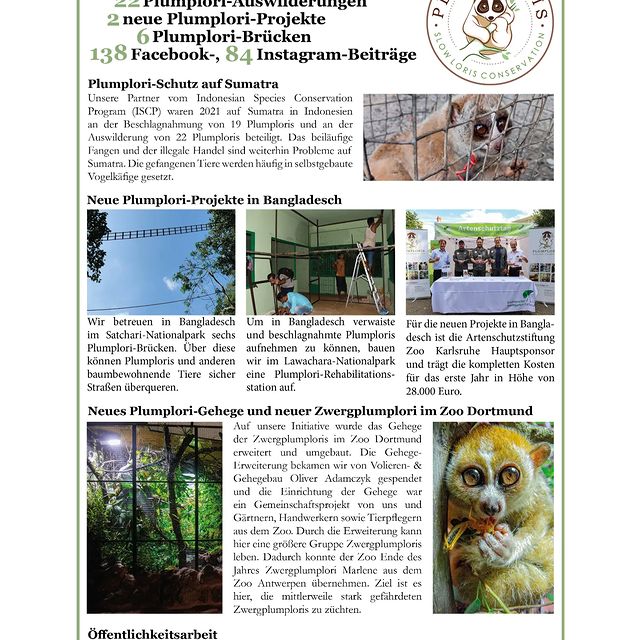 22 Plumplori-Auswilderungen
2 neue Plumplori-Projekte
6 Plumplori-Brücken
138 Facebook-, 84 Instagram-Beiträge
SLOW LORIS CONSERVATION
Plumplori-Schutz auf Sumatra
Unsere Partner vom Indonesian Species Conservation
Program (ISCP) waren 2021 auf Sumatra in Indonesien
an der Beschlagnahmung von 19 Plumploris und an der
Auswilderung von 22 Plumploris beteiligt. Das beiläufige
Fangen und der illegale Handel sind weiterhin Probleme auf
Sumatra. Die gefangenen Tiere werden häufig in selbstgebaute
Vogelkäfige gesetzt.
Neue Plumplori-Projekte in Bangladesch
Artenschutztag
PLUMPLORIS
Wir betreuen in Bangladesch
im Satchari-Nationalpark sechs
Plumplori-Brücken. Über diese
können Plumploris und anderen
baumbewohnende Tiere sicher
Straßen überqueren.
Um in Bangladesch verwaiste
und beschlagnahmte Plumploris
aufnehmen zu können, bauen
wir im Lawachara-Nationalpark
eine Plumplori-Rehabilitations-
station auf.
Für die neuen Projekte in Bangla-
desch ist die Artenschutzstiftung
Zoo Karlsruhe Hauptsponsor
und trägt die kompletten Kosten
für das erste Jahr in Höhe von
28.000 Euro.
Neues Plumplori-Gehege und neuer Zwergplumplori im Zoo Dortmund
Auf unsere Initiative wurde das Gehege
der Zwergplumploris im Zoo Dortmund
erweitert und umgebaut. Die Gehege-
Erweiterung bekamen wir von Volieren- &
Gehegebau Oliver Adamczyk gespendet
und die Einrichtung der Gehege war
ein Gemeinschaftsprojekt von uns und
Gärtnern, Handwerkern sowie Tierpflegern
aus dem Zoo. Durch die Erweiterung kann
hier eine größere Gruppe Zwergplumploris
leben. Dadurch konnte der Zoo Ende des
Jahres Zwergplumplori Marlene aus dem
Zoo Antwerpen übernehmen. Ziel ist es
hier, die mittlerweile stark gefährdeten
Zwergplumploris zu züchten.
Öffentlichkeitsarbeit